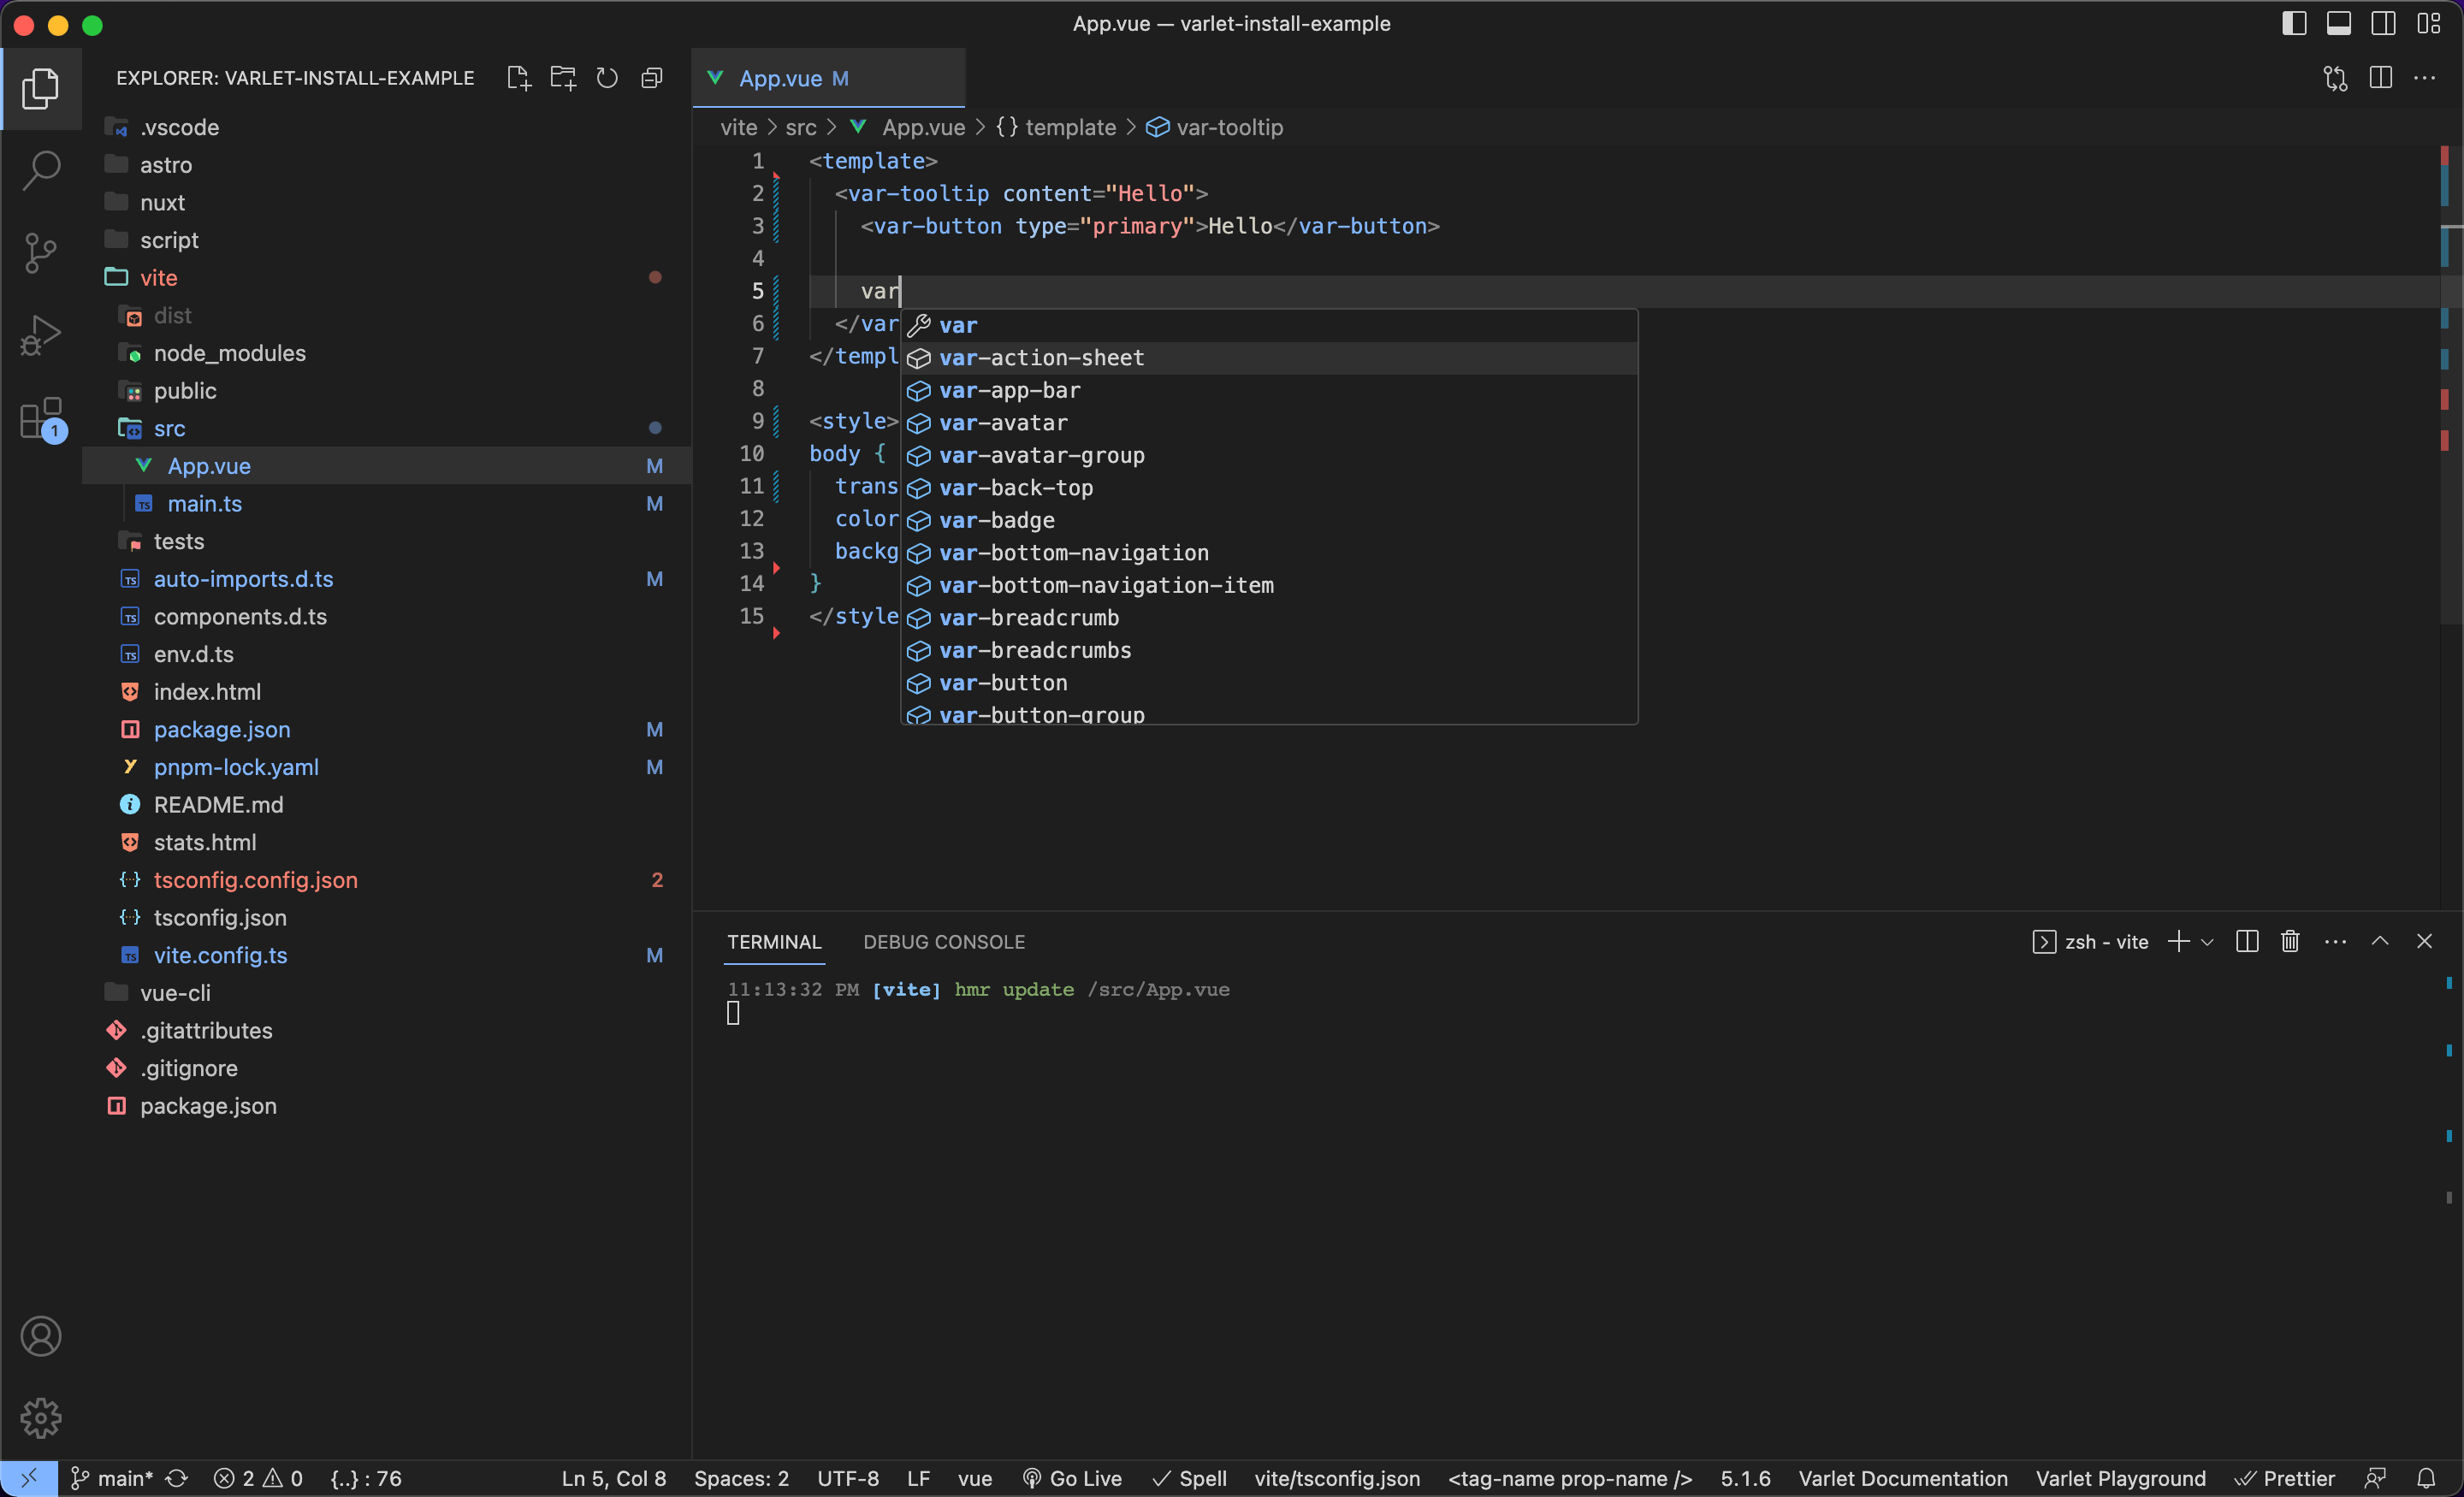 App.vue — varlet-install-example
EXPLORER: VARLET-INSTALL-EXAMPLE
.vscode
astro
nuxt
script
vite
dist
node_modules
public
src
App.vue M
main.ts M
tests
auto-imports.d.ts M
components.d.ts
env.d.ts
index.html
package.json M
pnpm-lock.yaml M
README.md
stats.html
tsconfig.config.json 2
tsconfig.json
vite.config.ts M
vue-cli
.gitattributes
.gitignore
package.json
1
App.vue M
vite > src > App.vue > {} template > var-tooltip
1 <template>
2 <var-tooltip content="Hello">
3 <var-button type="primary">Hello</var-button>
4
5 var
6 </var
7 </templ
8
9 <style>
10 body {
11 trans
12 color
13 backg
14 }
15 </style
var
var-action-sheet
var-app-bar
var-avatar
var-avatar-group
var-back-top
var-badge
var-bottom-navigation
var-bottom-navigation-item
var-breadcrumb
var-breadcrumbs
var-button
var-button-group
TERMINAL DEBUG CONSOLE
zsh - vite
11:13:32 PM [vite] hmr update /src/App.vue
main* 2 0 {..} : 76 Ln 5, Col 8 Spaces: 2 UTF-8 LF vue Go Live Spell vite/tsconfig.json <tag-name prop-name /> 5.1.6 Varlet Documentation Varlet Playground Prettier